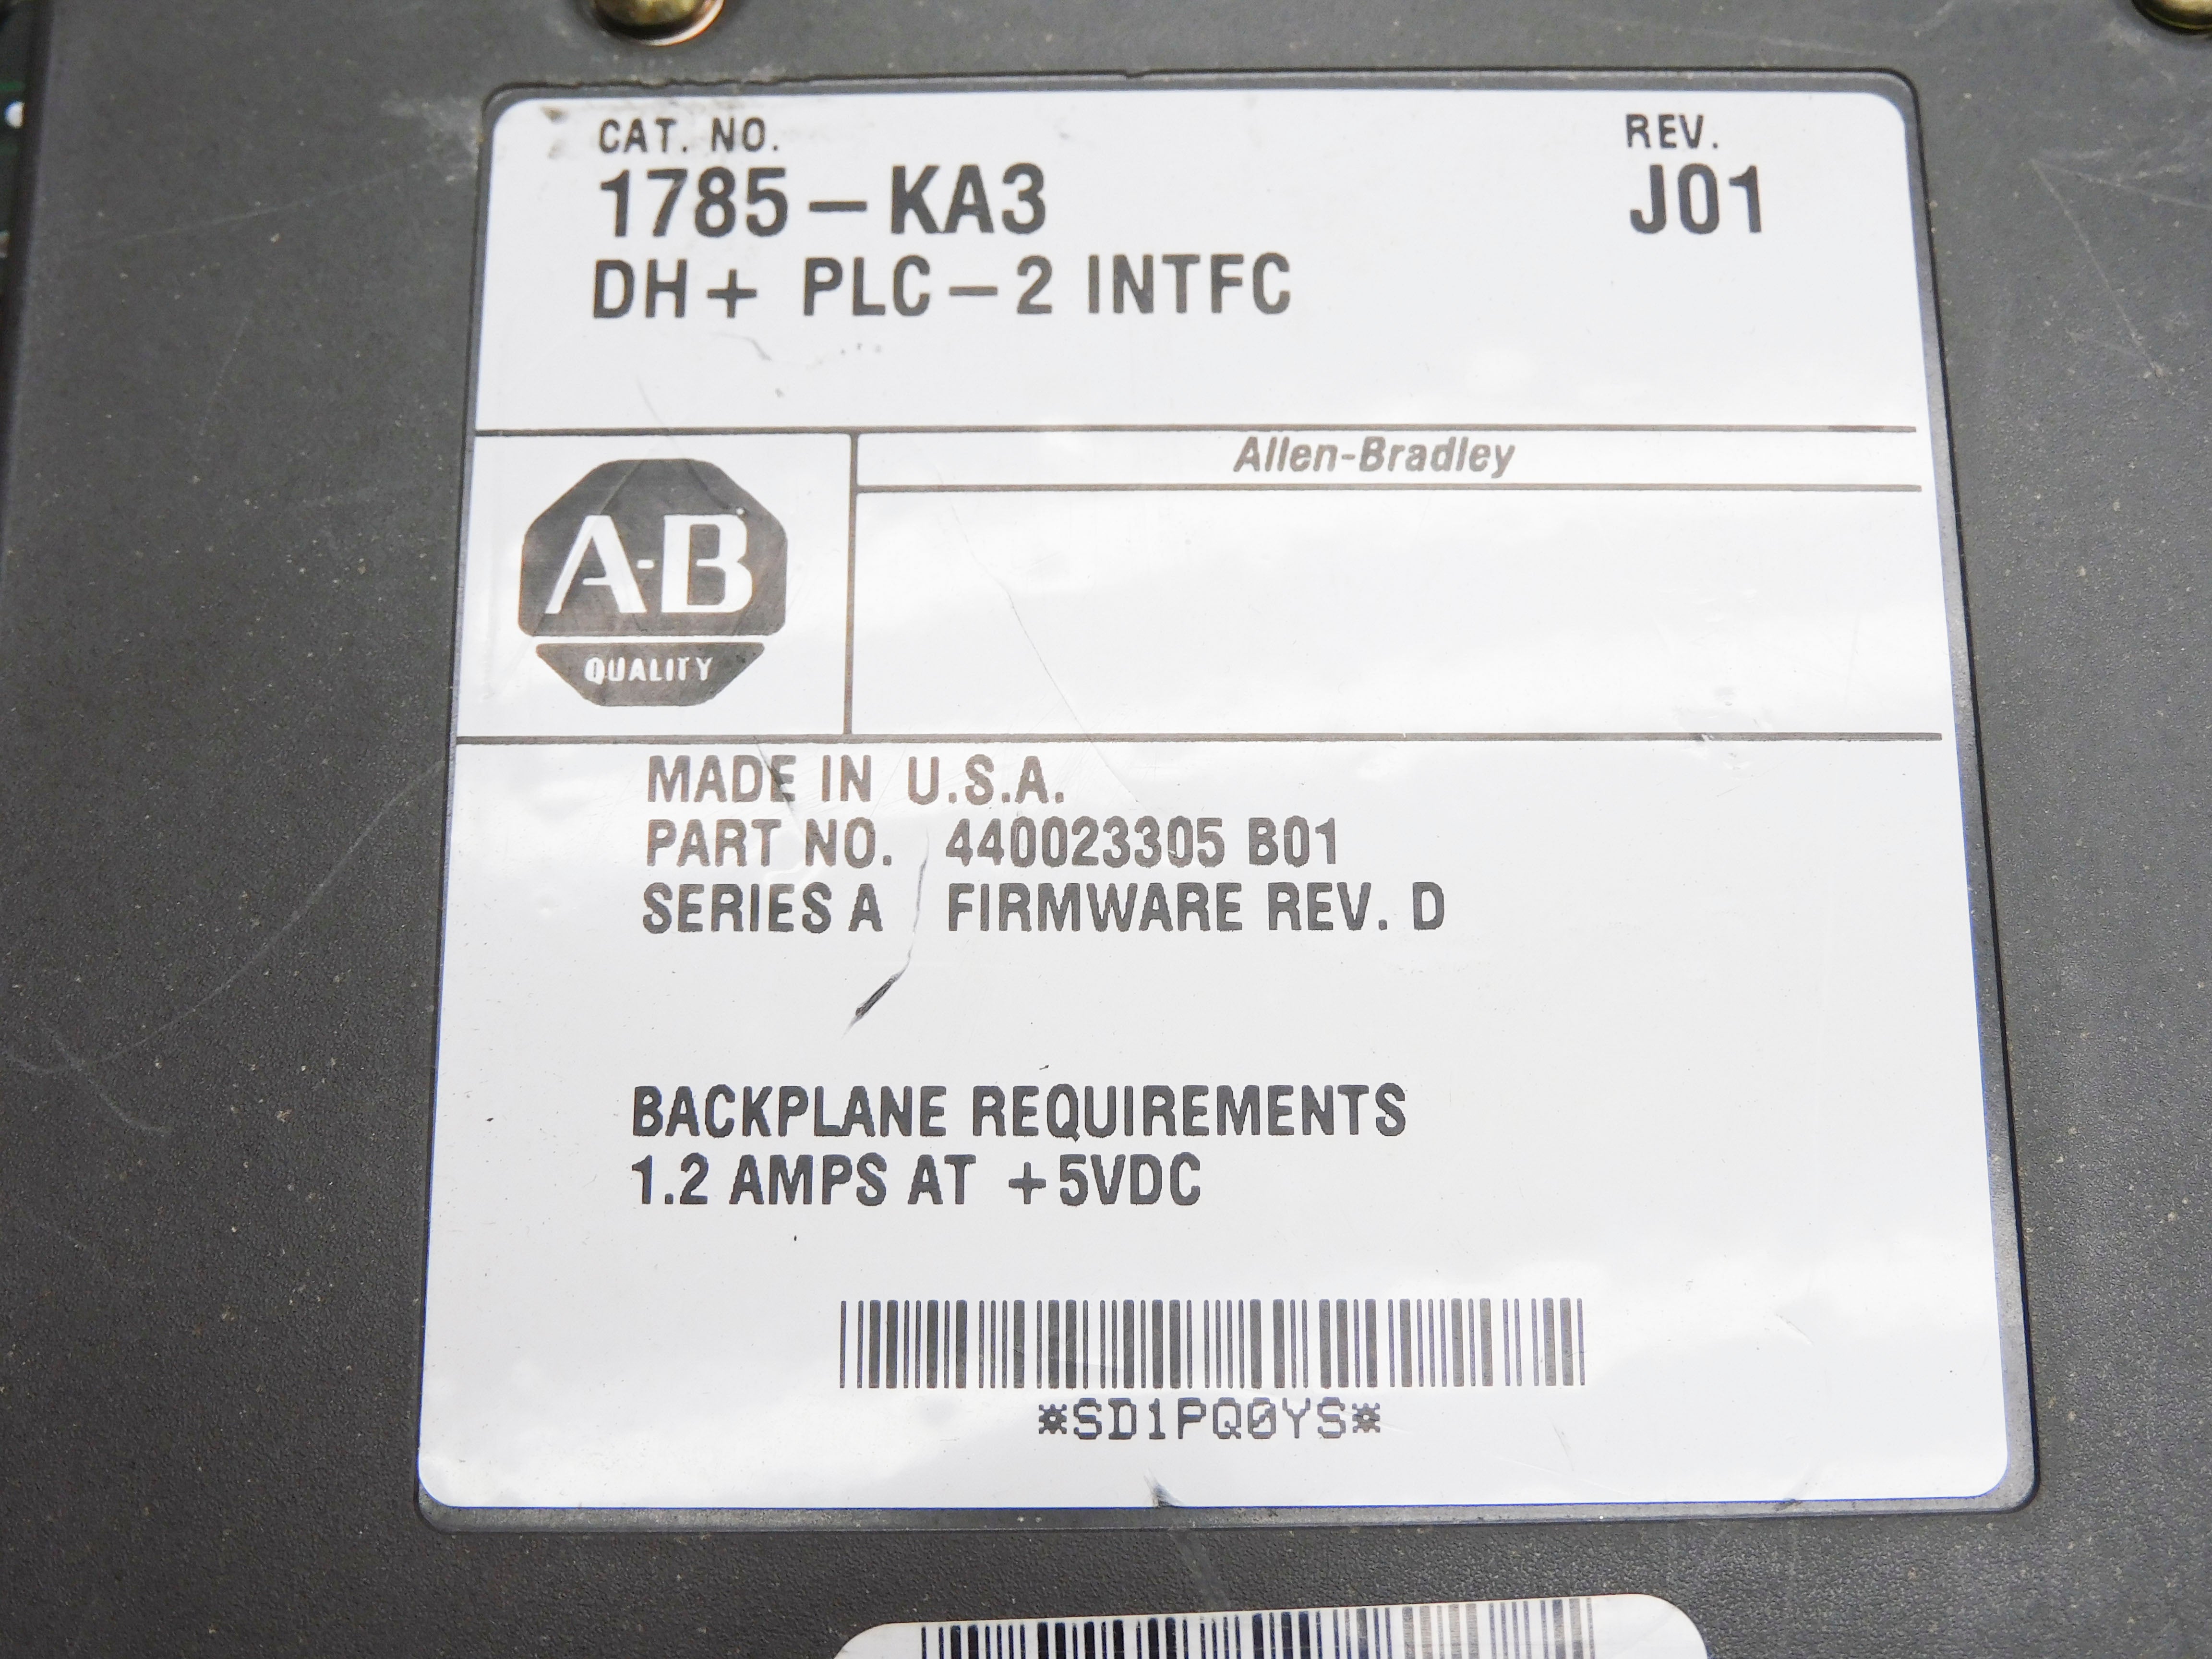 CAT. NO. REV.
1785-KA3 J01
DH+ PLC-2 INTFC
Allen-Bradley
A-B
QUALITY
MADE IN U.S.A.
PART NO. 440023305 B01
SERIES A FIRMWARE REV. D
BACKPLANE REQUIREMENTS
1.2 AMPS AT +5VDC
*SD1PQ0YS*